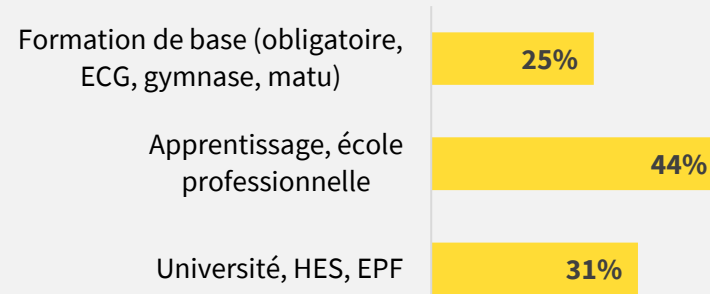 Formation de base (obligatoire,
ECG, gymnase, matu)
25%
Apprentissage, école
professionnelle
44%
Université, HES, EPF
31%